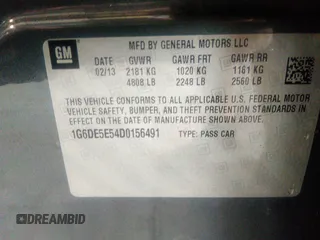 GM
MFD BY GENERAL MOTORS LLC
DATE GVWR GAWR FRT GAWR RR
02/13 2181 KG 1020 KG 1161 KG
4808 LB 2248 LB 2560 LB
THIS VEHICLE CONFORMS TO ALL APPLICABLE U.S. FEDERAL MOTOR
VEHICLE SAFETY, BUMPER, AND THEFT PREVENTION STANDARDS IN
EFFECT ON THE DATE OF MANUFACTURE SHOWN ABOVE.
1G6DE5E54D0156491 TYPE: PASS CAR
DREAMBID